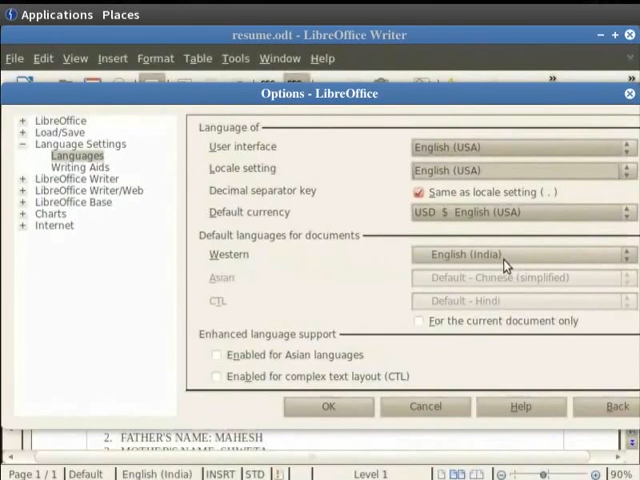 Applications Places
resume.odt - LibreOffice Writer
File Edit View Insert Format Table Tools Window Help
Options - LibreOffice
LibreOffice
Load/Save
Language Settings
Languages
Writing Aids
LibreOffice Writer
LibreOffice Writer/Web
LibreOffice Base
Charts
Internet
Language of
User interface English (USA)
Locale setting English (USA)
Decimal separator key Same as locale setting ( . )
Default currency USD $ English (USA)
Default languages for documents
Western English (India)
Asian Default - Chinese (simplified)
CTL Default - Hindi
For the current document only
Enhanced language support
Enabled for Asian languages
Enabled for complex text layout (CTL)
OK Cancel Help Back
2. FATHER'S NAME: MAHESH
Page 1 / 1 Default English (India) INSRT STD Level 1 90%